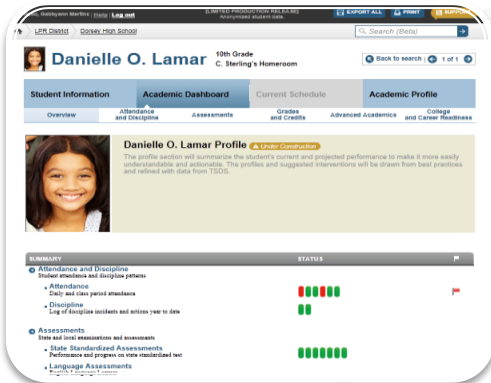 Gabbyann Martins | Help | Log out
[LIMITED PRODUCTION RELEASE]
Anonymized student data.
EXPORT ALL
PRINT
LPR District
Dorsey High School
Search (Beta)
Danielle O. Lamar
10th Grade
C. Sterling's Homeroom
Back to search
1 of 1
Student Information
Academic Dashboard
Current Schedule
Academic Profile
Overview
Attendance
and Discipline
Assessments
Grades
and Credits
Advanced Academics
College
and Career Readiness
Danielle O. Lamar Profile
Under Construction
The profile section will summarize the student's current and projected performance to make it more easily
understandable and actionable. The profiles and suggested interventions will be drawn from best practices
and refined with data from TSDS.
SUMMARY
STATUS
Attendance and Discipline
Student attendance and discipline patterns
Attendance
Daily and class period attendance
Discipline
Log of discipline incidents and actions year to date
Assessments
State and local examinations and assessments
State Standardized Assessments
Performance and progress on state standardized test
Language Assessments